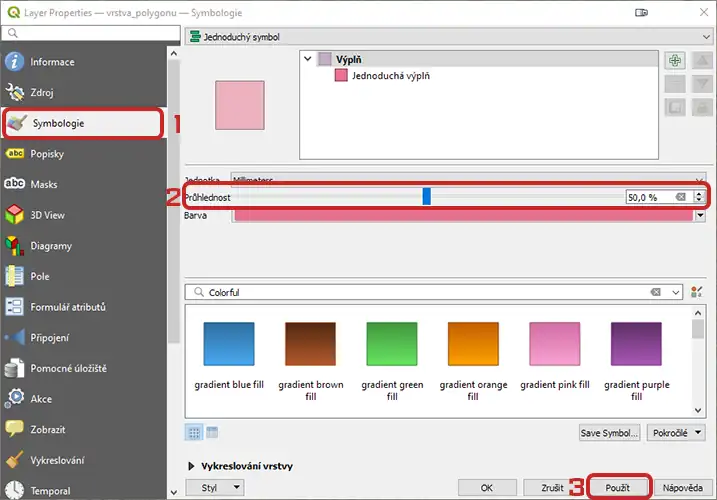 Layer Properties — vrstva_polygonu — Symbologie
Jednoduchý symbol
Informace
Zdroj
1
Symbologie
Popisky
abc
Masks
abc
3D View
Diagramy
Pole
Formulář atributů
Připojení
Pomocné úložiště
Akce
Zobrazit
Vykreslování
Temporal
Výplň
Jednoduchá výplň
Jednotka Milimeters
2
Průhlednost 50,0 %
Barva
Colorful
gradient blue fill
gradient brown
fill
gradient green
fill
gradient orange
fill
gradient pink fill
gradient purple
fill
Save Symbol...
Pokročilé
Vykreslování vrstvy
Styl
OK
Zrušit
3
Použít
Nápověda